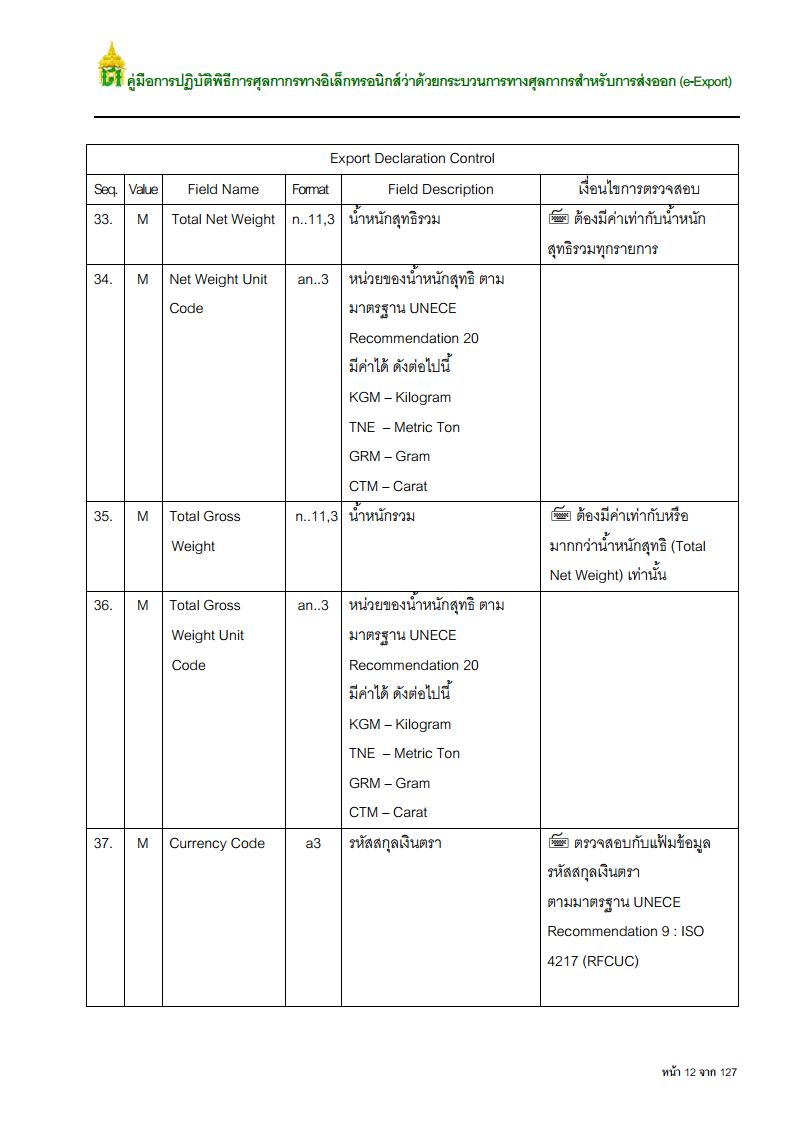 คู่มือการปฏิบัติพิธีการศุลกากรทางอิเล็กทรอนิกส์ว่าด้วยกระบวนการทางศุลกากรสำหรับการส่งออก (e-Export)
Export Declaration Control
Seq. Value Field Name Format Field Description เงื่อนไขการตรวจสอบ
33. M Total Net Weight n..11,3 น้ำหนักสุทธิรวม ต้องมีค่าเท่ากับน้ำหนัก
สุทธิรวมทุกรายการ
34. M Net Weight Unit an..3 หน่วยของน้ำหนักสุทธิ ตาม
Code มาตรฐาน UNECE
Recommendation 20
มีค่าได้ ดังต่อไปนี้
KGM – Kilogram
TNE – Metric Ton
GRM – Gram
CTM – Carat
35. M Total Gross n..11,3 น้ำหนักรวม ต้องมีค่าเท่ากับหรือ
Weight มากกว่าน้ำหนักสุทธิ (Total
Net Weight) เท่านั้น
36. M Total Gross an..3 หน่วยของน้ำหนักสุทธิ ตาม
Weight Unit มาตรฐาน UNECE
Code Recommendation 20
มีค่าได้ ดังต่อไปนี้
KGM – Kilogram
TNE – Metric Ton
GRM – Gram
CTM – Carat
37. M Currency Code a3 รหัสสกุลเงินตรา ตรวจสอบกับแฟ้มข้อมูล
รหัสสกุลเงินตรา
ตามมาตรฐาน UNECE
Recommendation 9 : ISO
4217 (RFCUC)
หน้า 12 จาก 127